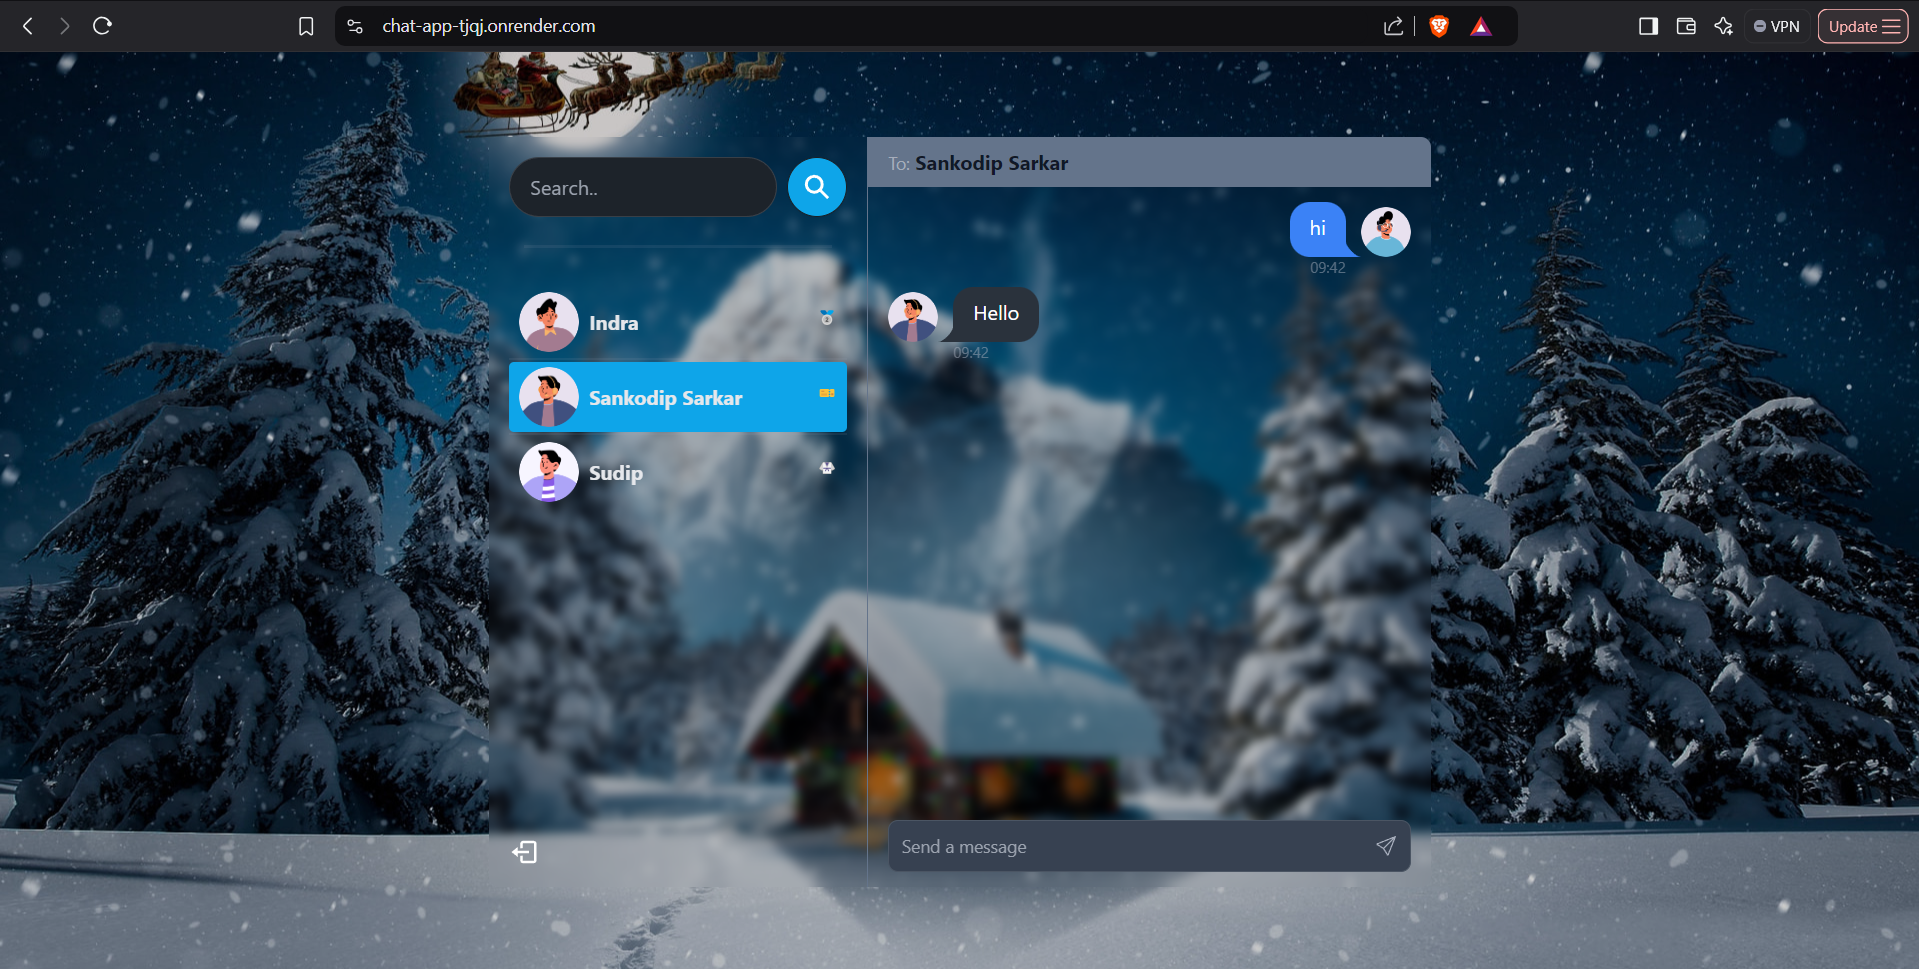 chat-app-tjqj.onrender.com
VPN
Update
Search..
Indra
Sankodip Sarkar
Sudip
To: Sankodip Sarkar
hi
09:42
Hello
09:42
Send a message